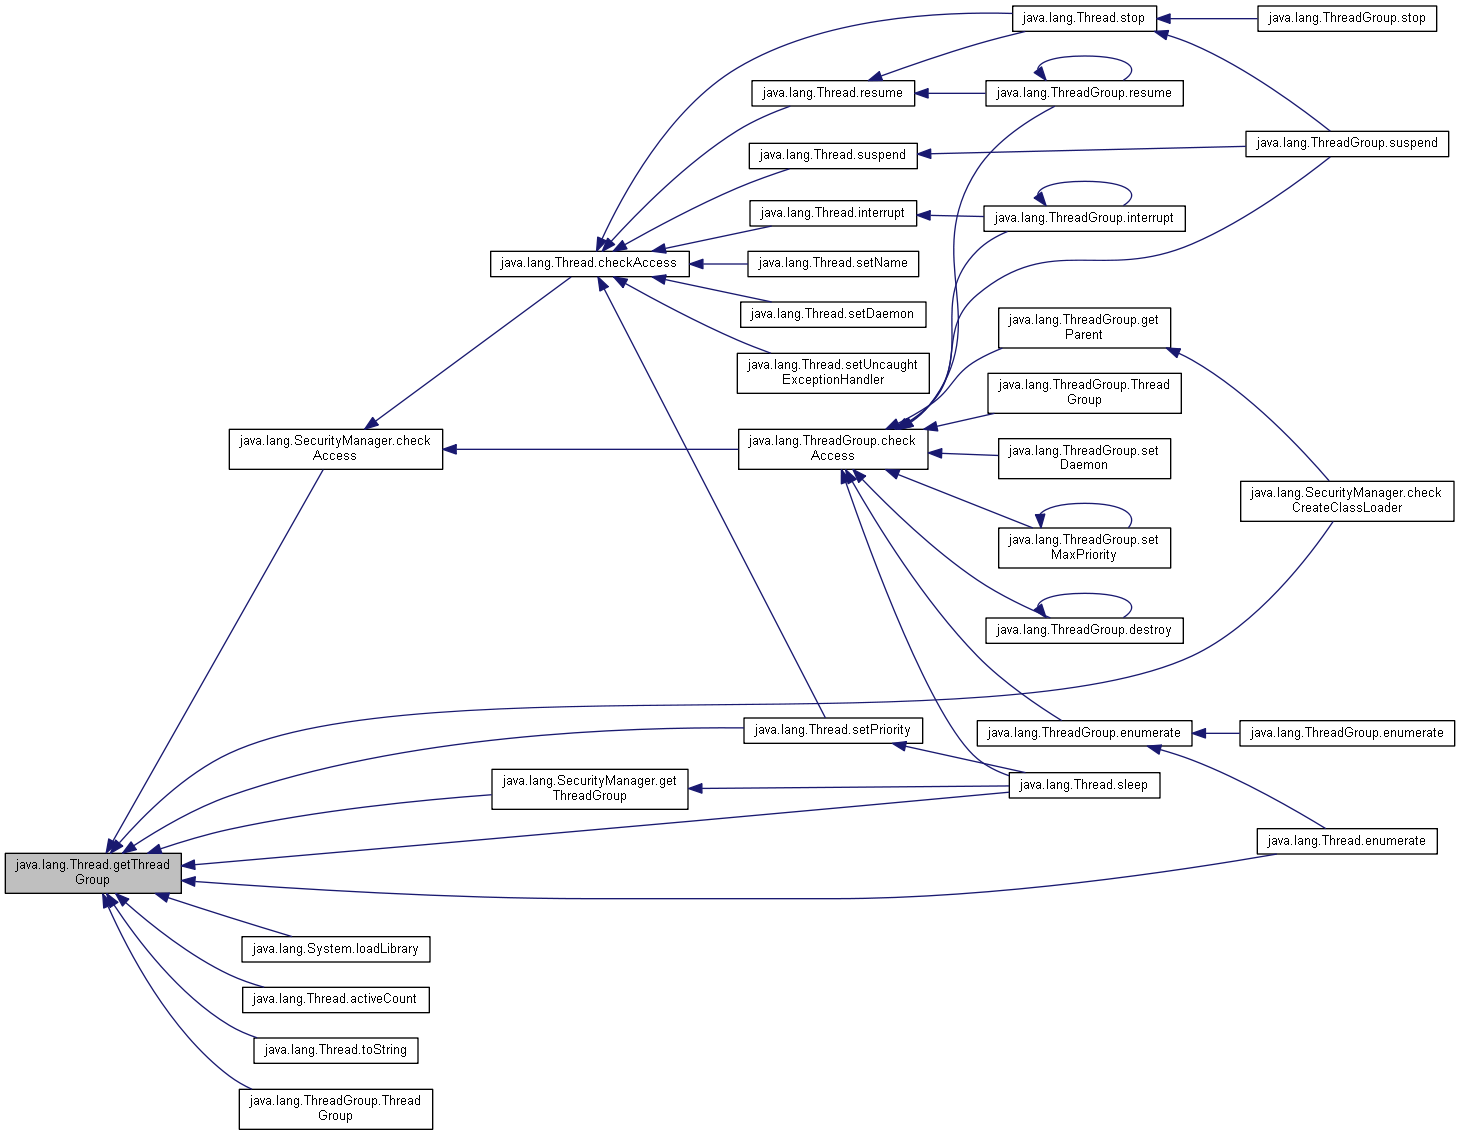 java.lang.Thread.stop
java.lang.ThreadGroup.stop
java.lang.Thread.resume
java.lang.ThreadGroup.resume
java.lang.Thread.suspend
java.lang.ThreadGroup.suspend
java.lang.Thread.interrupt
java.lang.ThreadGroup.interrupt
java.lang.Thread.checkAccess
java.lang.Thread.setName
java.lang.Thread.setDaemon
java.lang.ThreadGroup.get
Parent
java.lang.Thread.setUncaught
ExceptionHandler
java.lang.ThreadGroup.Thread
Group
java.lang.SecurityManager.check
Access
java.lang.ThreadGroup.check
Access
java.lang.ThreadGroup.set
Daemon
java.lang.SecurityManager.check
CreateClassLoader
java.lang.ThreadGroup.set
MaxPriority
java.lang.ThreadGroup.destroy
java.lang.Thread.setPriority
java.lang.ThreadGroup.enumerate
java.lang.ThreadGroup.enumerate
java.lang.SecurityManager.get
ThreadGroup
java.lang.Thread.sleep
java.lang.Thread.enumerate
java.lang.Thread.getThread
Group
java.lang.System.loadLibrary
java.lang.Thread.activeCount
java.lang.Thread.toString
java.lang.ThreadGroup.Thread
Group